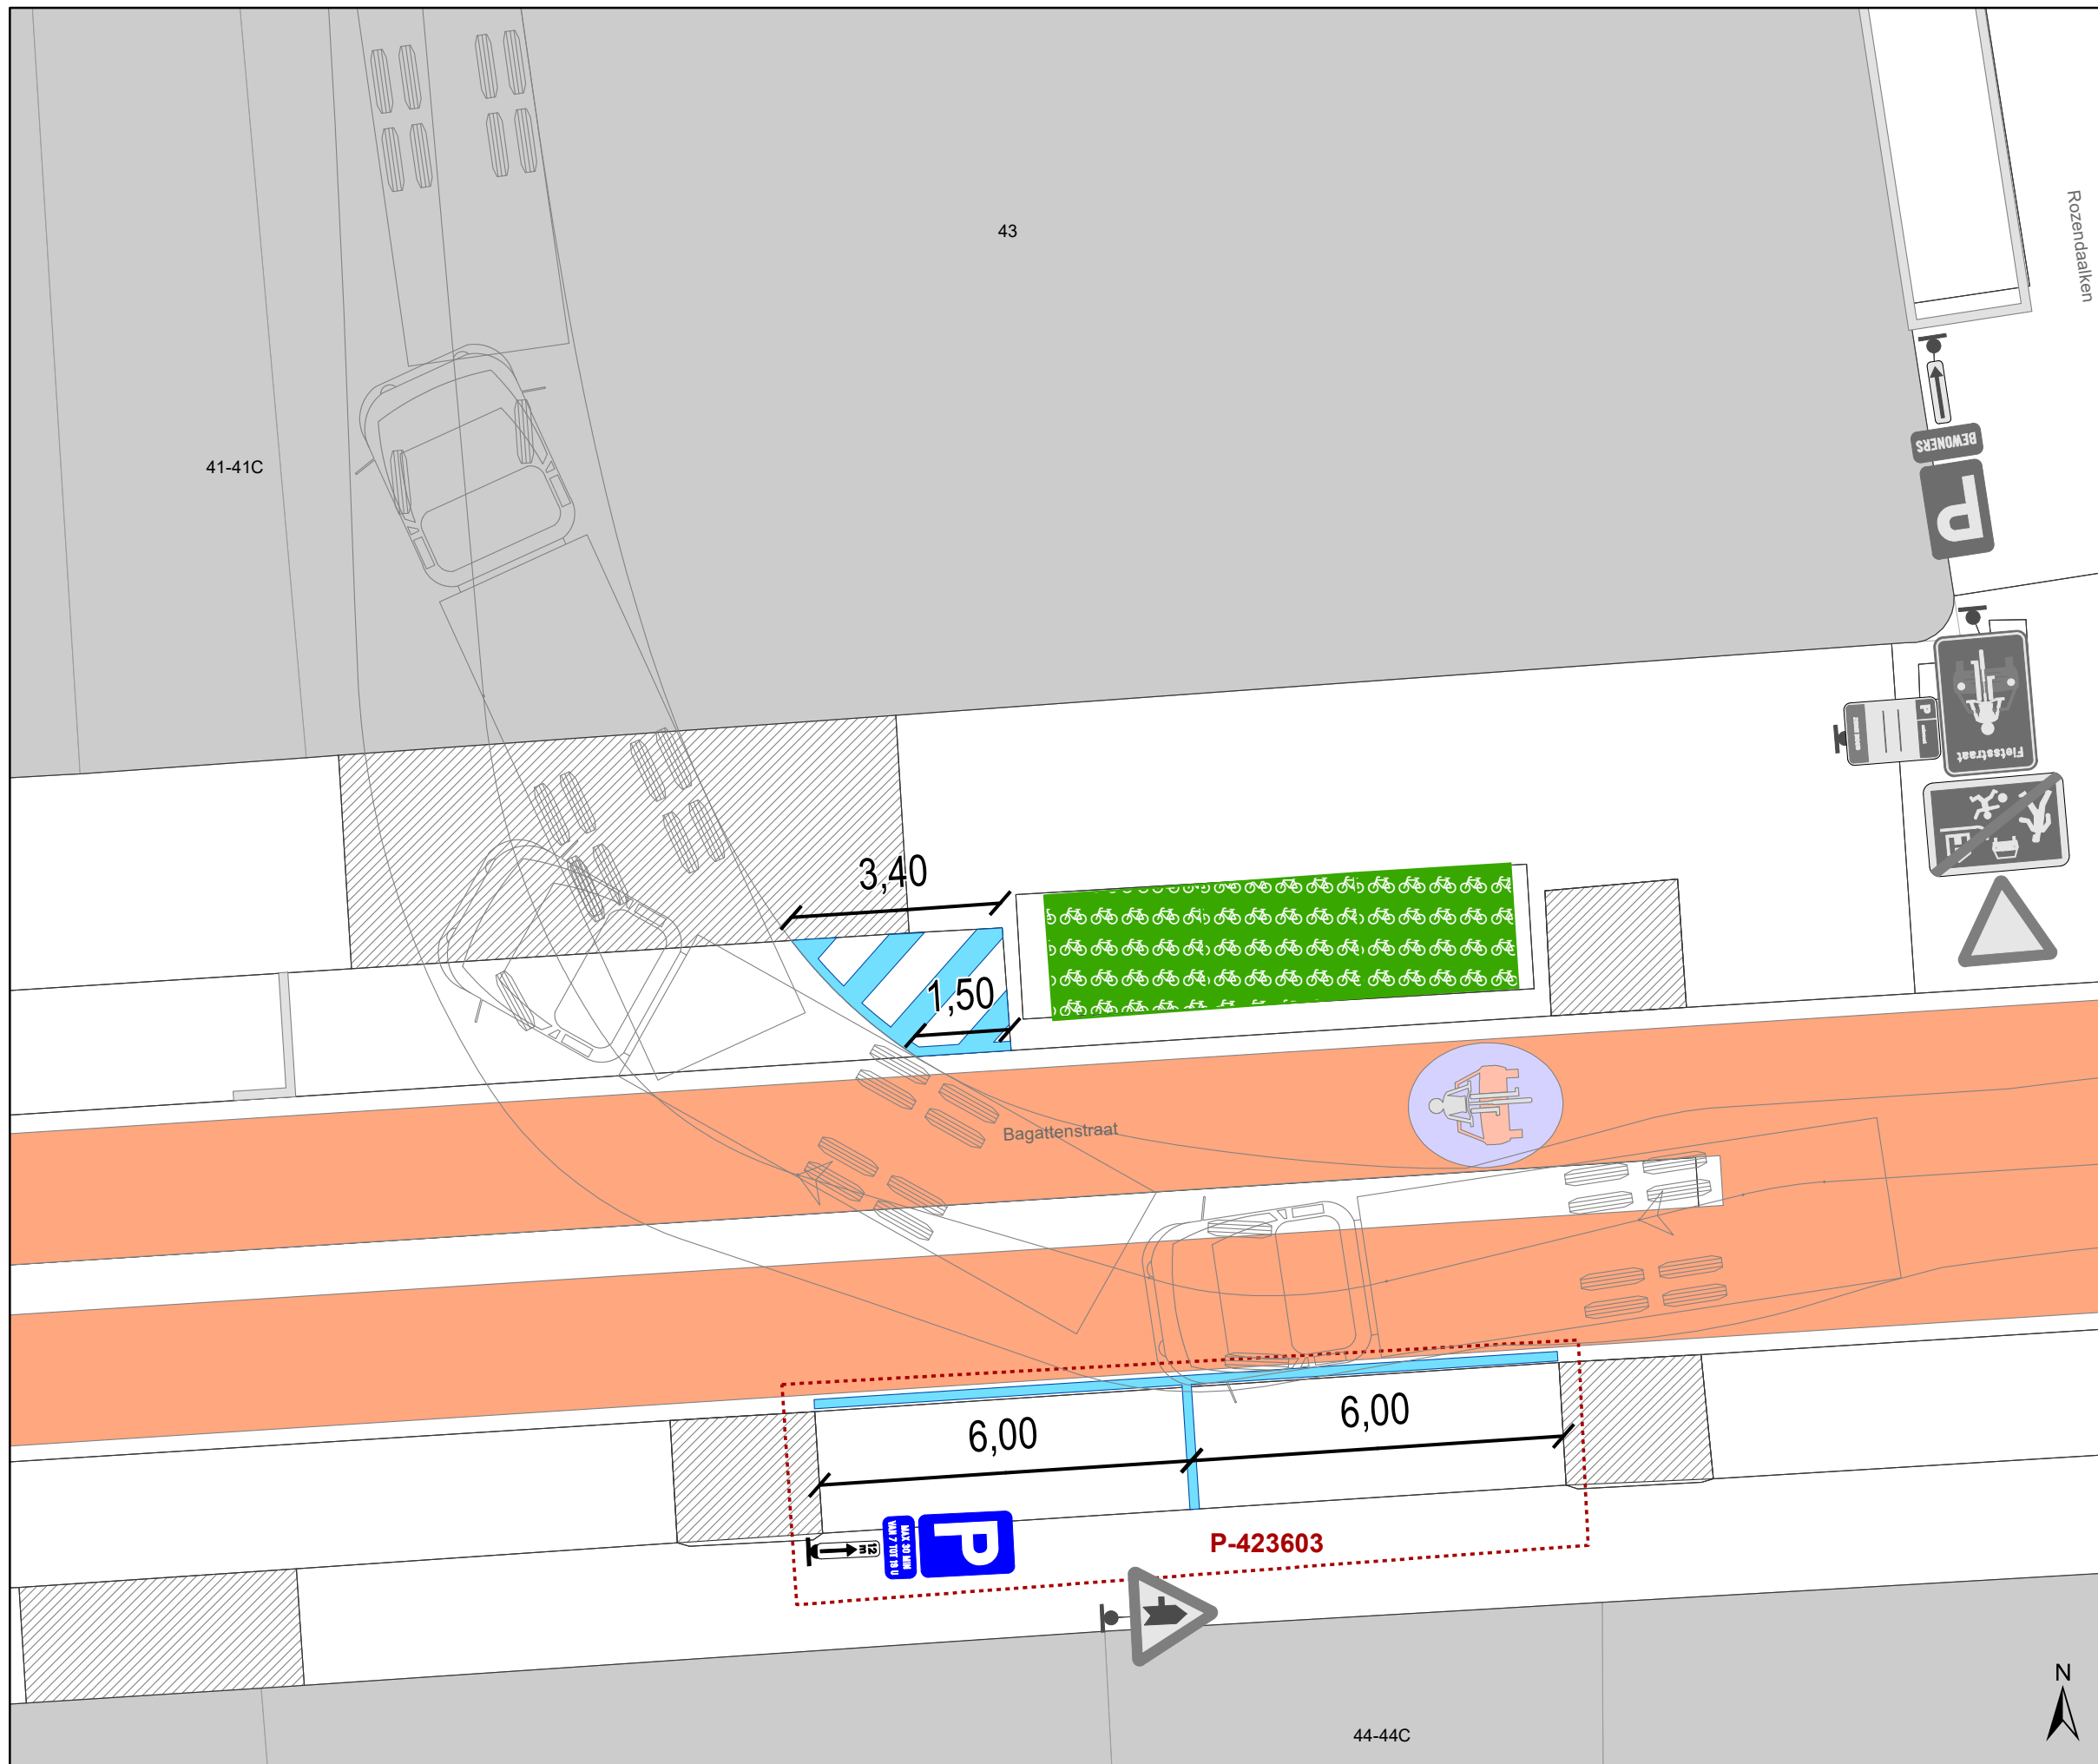 43
Rozendaalken
41-41C
BEWONERS
P
P
Fietsstraat
3,40
1,50
Bagattenstraat
6,00
6,00
12 m
MAX 30 MIN
VAN 7 TOT 19 U
P
P-423603
N
44-44C